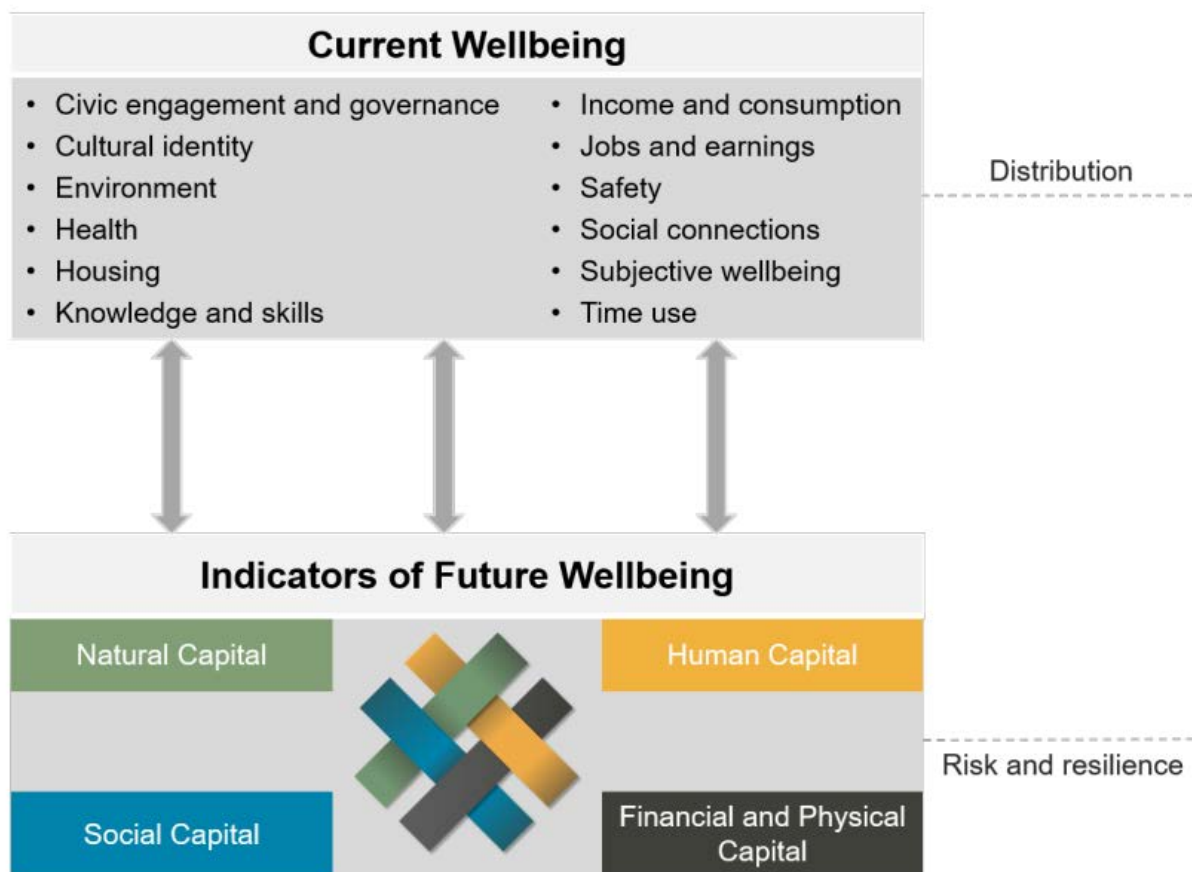 Current Wellbeing
• Civic engagement and governance
• Cultural identity
• Environment
• Health
• Housing
• Knowledge and skills
• Income and consumption
• Jobs and earnings
• Safety
• Social connections
• Subjective wellbeing
• Time use
Distribution
Indicators of Future Wellbeing
Natural Capital
Human Capital
Social Capital
Financial and Physical
Capital
Risk and resilience